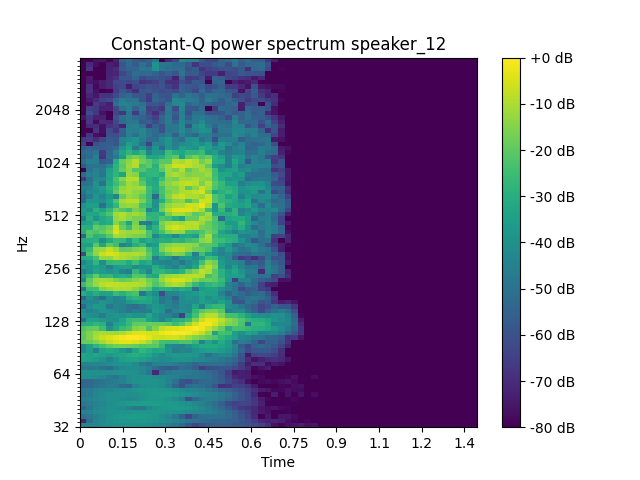 Constant-Q power spectrum speaker_12
+0 dB
-10 dB
-20 dB
-30 dB
-40 dB
-50 dB
-60 dB
-70 dB
-80 dB
Hz
2048
1024
512
256
128
64
32
0 0.15 0.3 0.45 0.6 0.75 0.9 1.1 1.2 1.4
Time